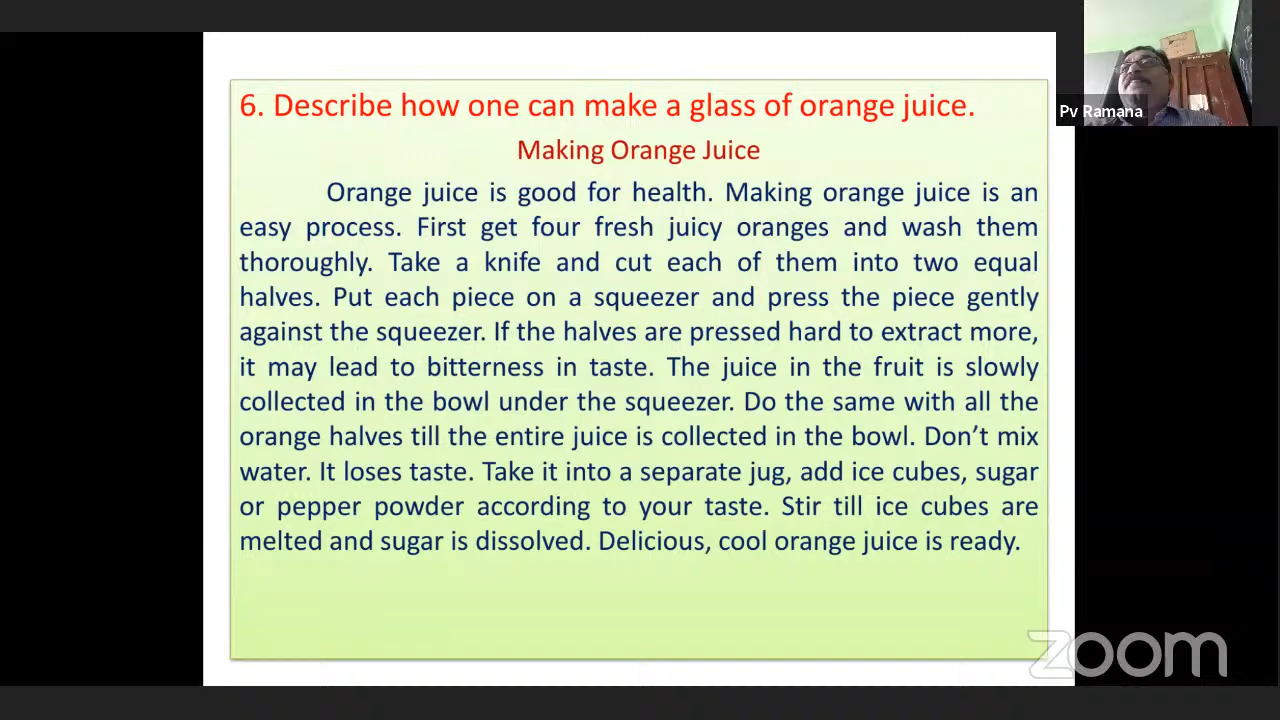 6. Describe how one can make a glass of orange juice.
Making Orange Juice
Orange juice is good for health. Making orange juice is an
easy process. First get four fresh juicy oranges and wash them
thoroughly. Take a knife and cut each of them into two equal
halves. Put each piece on a squeezer and press the piece gently
against the squeezer. If the halves are pressed hard to extract more,
it may lead to bitterness in taste. The juice in the fruit is slowly
collected in the bowl under the squeezer. Do the same with all the
orange halves till the entire juice is collected in the bowl. Don’t mix
water. It loses taste. Take it into a separate jug, add ice cubes, sugar
or pepper powder according to your taste. Stir till ice cubes are
melted and sugar is dissolved. Delicious, cool orange juice is ready.
Pv Ramana
zoom